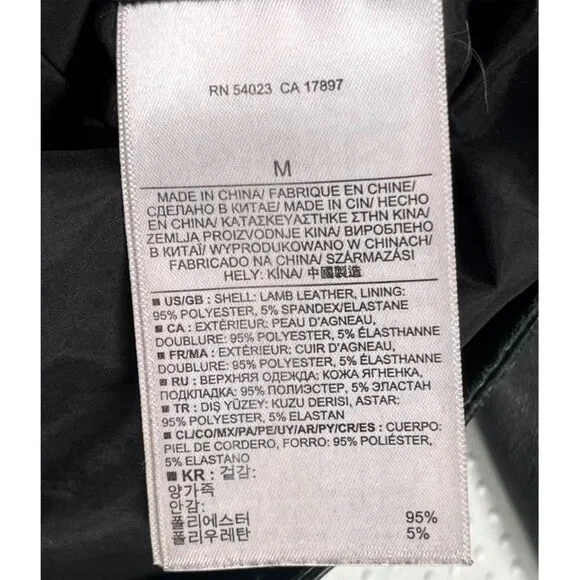 RN 54023 CA 17897
M
MADE IN CHINA/ FABRIQUE EN CHINE/
СДЕЛАНО В КИТАЕ/ MADE IN CIN/ HECHO
EN CHINA/ ΚΑΤΑΣΚΕΥΑΣΤΗΚΕ ΣΤΗΝ ΚΙΝΑ/
ZEMLJA PROIZVODNJE KINA/ ВИРОБЛЕНО
В КИТАЇ/ WYPRODUKOWANO W CHINACH/
FABRICADO NA CHINA/ SZÁRMAZÁSI
HELY: KÍNA/ 中國製造
■ US/GB : SHELL: LAMB LEATHER, LINING:
95% POLYESTER, 5% SPANDEX/ELASTANE
■ CA : EXTÉRIEUR: PEAU D'AGNEAU,
DOUBLURE: 95% POLYESTER, 5% ÉLASTHANNE
■ FR/MA : EXTÉRIEUR: CUIR D'AGNEAU,
DOUBLURE: 95% POLYESTER, 5% ÉLASTHANNE
■ RU : ВЕРХНЯЯ ОДЕЖДА: КОЖА ЯГНЕНКА,
ПОДКЛАДКА: 95% ПОЛИЭСТЕР, 5% ЭЛАСТАН
■ TR : DIŞ YÜZEY: KUZU DERISI, ASTAR:
95% POLYESTER, 5% ELASTAN
■ CL/CO/MX/PA/PE/UY/AR/PY/CR/ES : CUERPO:
PIEL DE CORDERO, FORRO: 95% POLIÉSTER,
5% ELASTANO
■ KR : 겉감:
양가죽
안감:
폴리에스터 95%
폴리우레탄 5%